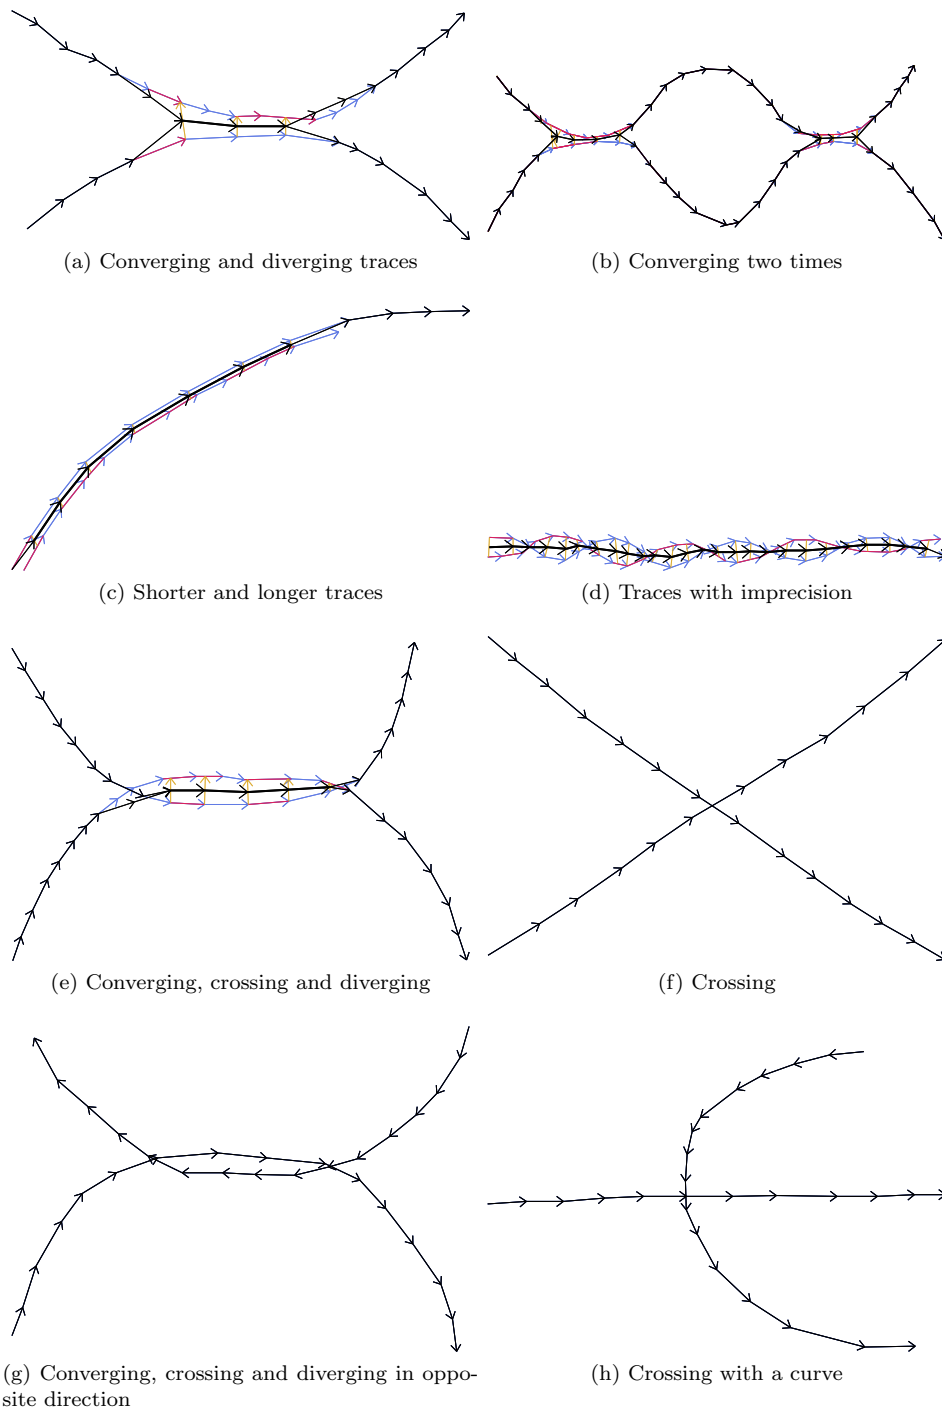 (a) Converging and diverging traces
(b) Converging two times
(c) Shorter and longer traces
(d) Traces with imprecision
(e) Converging, crossing and diverging
(f) Crossing
(g) Converging, crossing and diverging in oppo-
site direction
(h) Crossing with a curve